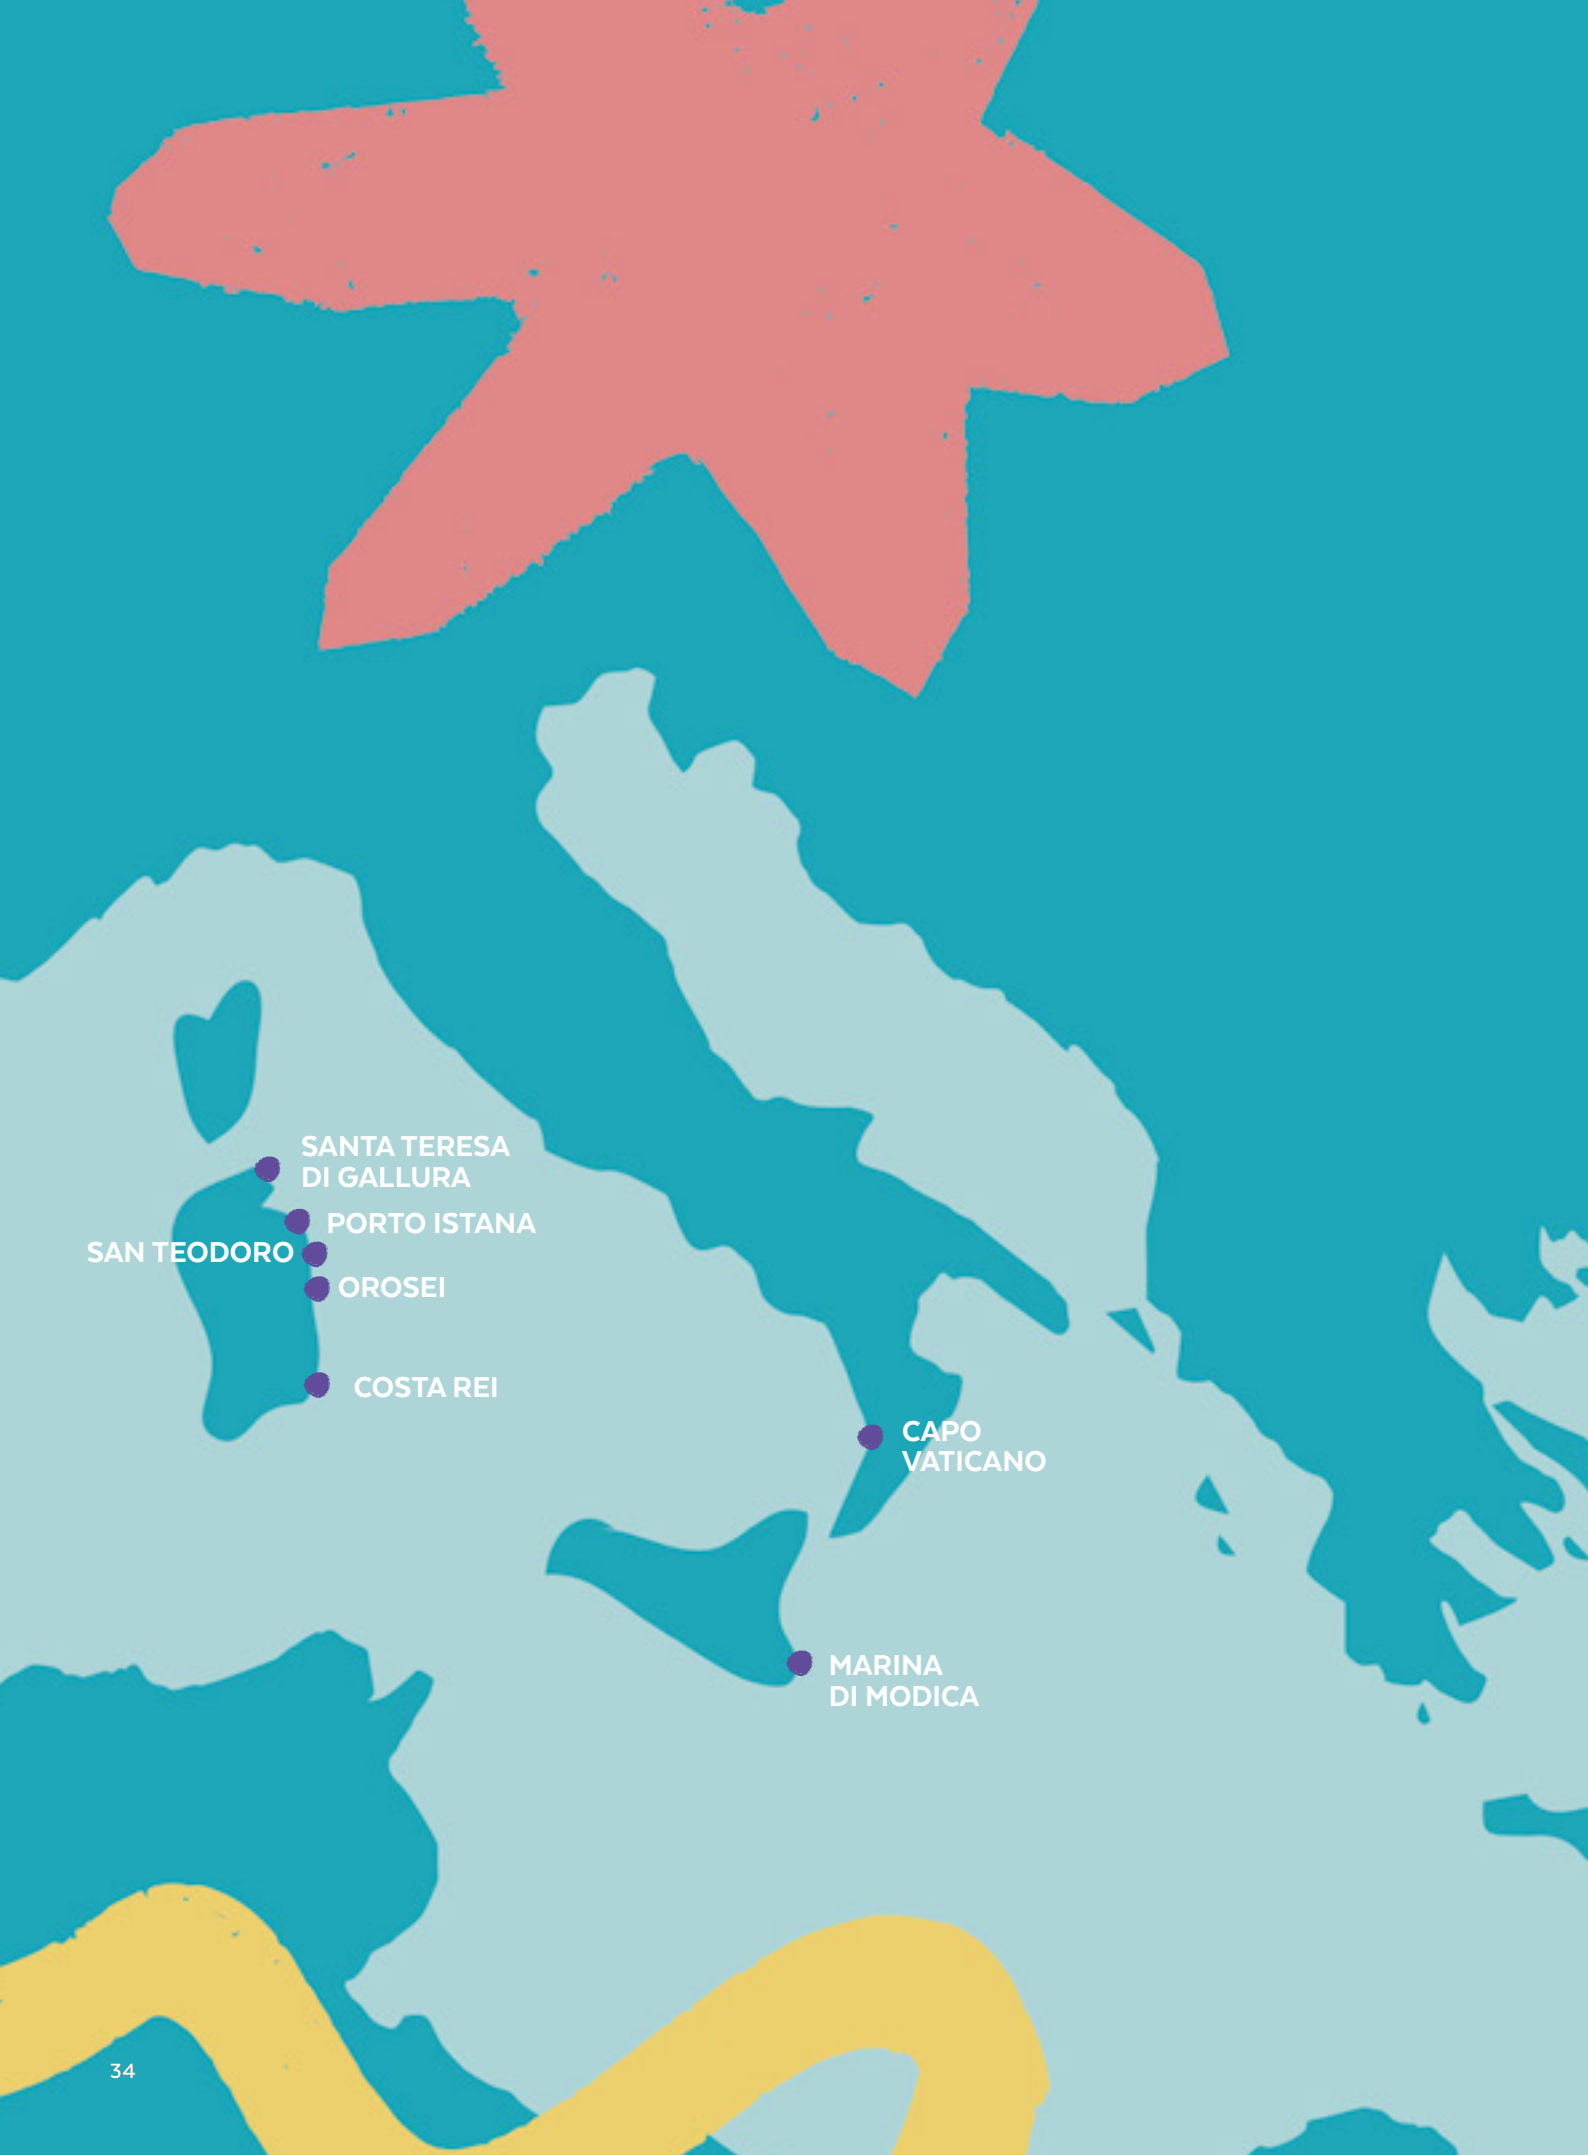 SANTA TERESA
DI GALLURA
PORTO ISTANA
SAN TEODORO
OROSEI
COSTA REI
CAPO
VATICANO
MARINA
DI MODICA
34